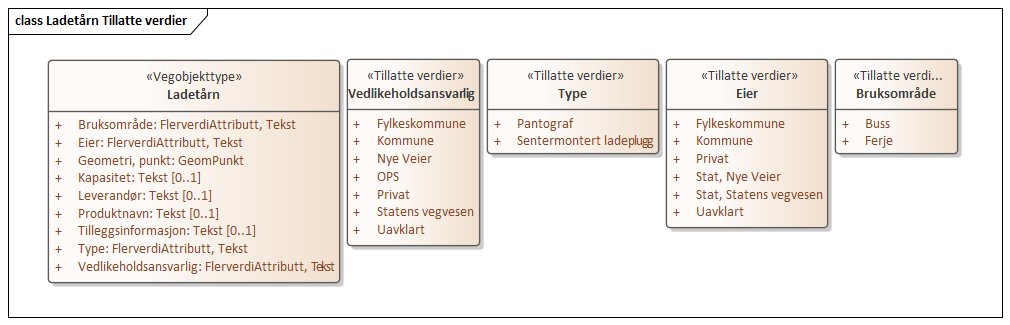 class Ladetårn Tillatte verdier
«Vegobjekttype»
Ladetårn
+ Bruksområde: FlerverdiAttributt, Tekst
+ Eier: FlerverdiAttributt, Tekst
+ Geometri, punkt: GeomPunkt
+ Kapasitet: Tekst [0..1]
+ Leverandør: Tekst [0..1]
+ Produktnavn: Tekst [0..1]
+ Tilleggsinformasjon: Tekst [0..1]
+ Type: FlerverdiAttributt, Tekst
+ Vedlikeholdsansvarlig: FlerverdiAttributt, Tekst
«Tillatte verdier»
Vedlikeholdsansvarlig
+ Fylkeskommune
+ Kommune
+ Nye Veier
+ OPS
+ Privat
+ Statens vegvesen
+ Uavklart
«Tillatte verdier»
Type
+ Pantograf
+ Sentermontert ladeplugg
«Tillatte verdier»
Eier
+ Fylkeskommune
+ Kommune
+ Privat
+ Stat, Nye Veier
+ Stat, Statens vegvesen
+ Uavklart
«Tillatte verdi...
Bruksområde
+ Buss
+ Ferje